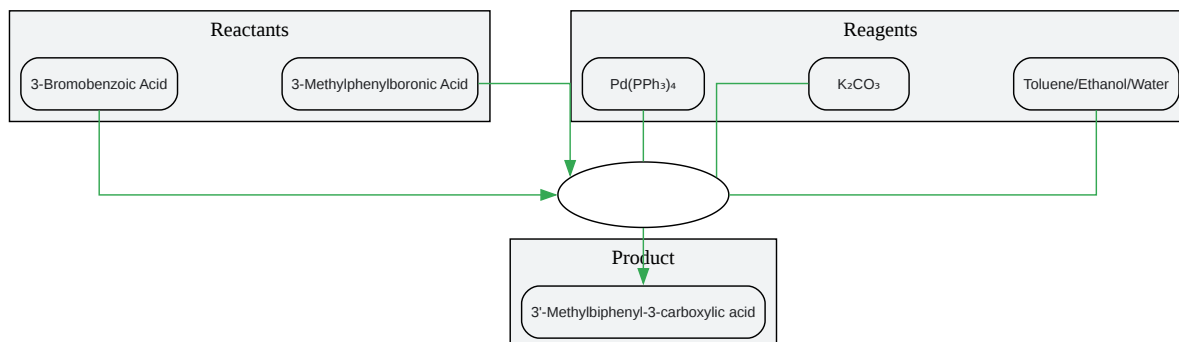 Reactants
Reagents
3-Bromobenzoic Acid
3-Methylphenylboronic Acid
Pd(PPh₃)₄
K₂CO₃
Toluene/Ethanol/Water
Product
3'-Methylbiphenyl-3-carboxylic acid